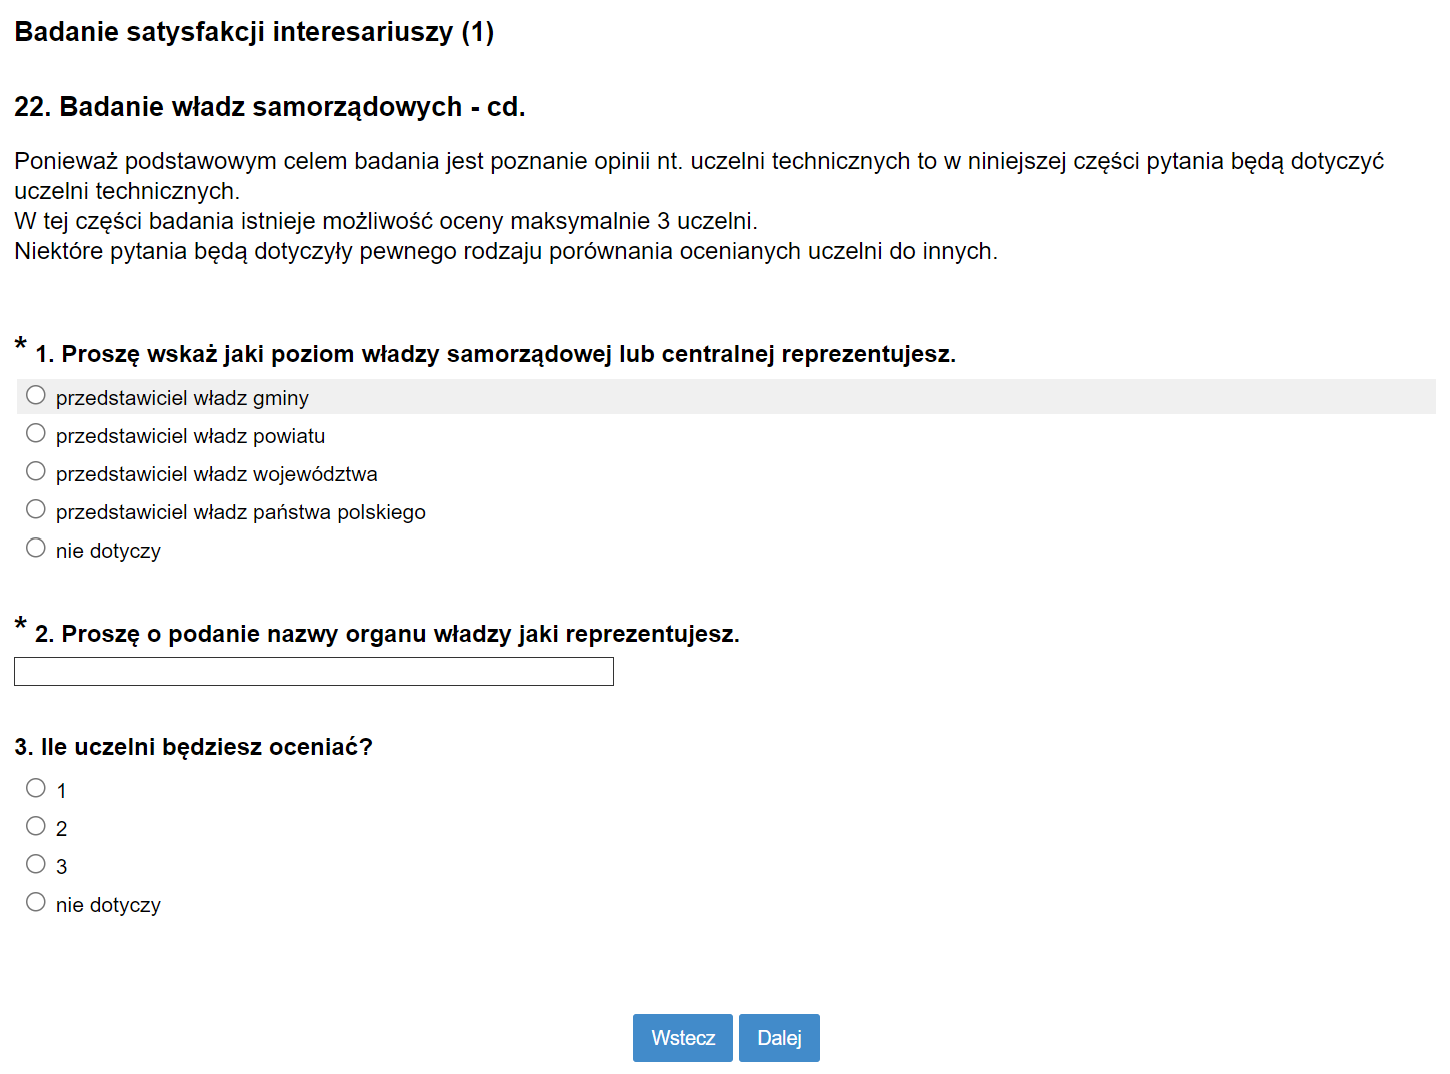 Badanie satysfakcji interesariuszy (1)
22. Badanie władz samorządowych - cd.
Ponieważ podstawowym celem badania jest poznanie opinii nt. uczelni technicznych to w niniejszej części pytania będą dotyczyć
uczelni technicznych.
W tej części badania istnieje możliwość oceny maksymalnie 3 uczelni.
Niektóre pytania będą dotyczyły pewnego rodzaju porównania ocenianych uczelni do innych.
* 1. Proszę wskaż jaki poziom władzy samorządowej lub centralnej reprezentujesz.
przedstawiciel władz gminy
przedstawiciel władz powiatu
przedstawiciel władz województwa
przedstawiciel władz państwa polskiego
nie dotyczy
* 2. Proszę o podanie nazwy organu władzy jaki reprezentujesz.
3. Ile uczelni będziesz oceniać?
1
2
3
nie dotyczy
Wstecz Dalej